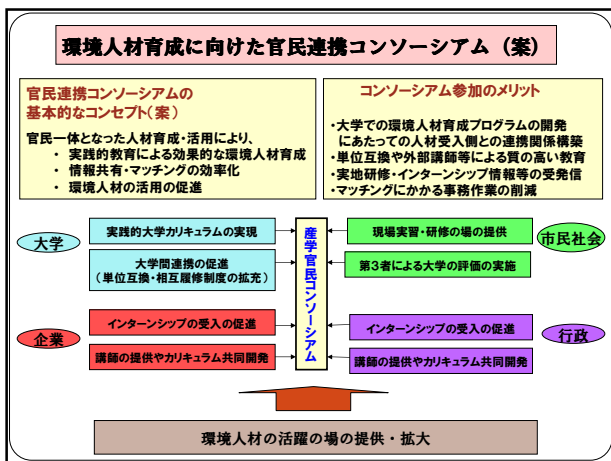 環境人材育成に向けた官民連携コンソーシアム（案）
官民連携コンソーシアムの
基本的なコンセプト（案）
官民一体となった人材育成・活用により、
・ 実践的教育による効果的な環境人材育成
・ 情報共有・マッチングの効率化
・ 環境人材の活用の促進
コンソーシアム参加のメリット
・大学での環境人材育成プログラムの開発
にあたっての人材受入側との連携関係構築
・単位互換や外部講師等による質の高い教育
・実地研修・インターンシップ情報等の受発信
・マッチングにかかる事務作業の削減
大学
実践的大学カリキュラムの実現
大学間連携の促進
（単位互換・相互履修制度の拡充）
企業
インターンシップの受入の促進
講師の提供やカリキュラム共同開発
産学官民コンソーシアム
現場実習・研修の場の提供
市民社会
第３者による大学の評価の実施
インターンシップの受入の促進
行政
講師の提供やカリキュラム共同開発
環境人材の活躍の場の提供・拡大